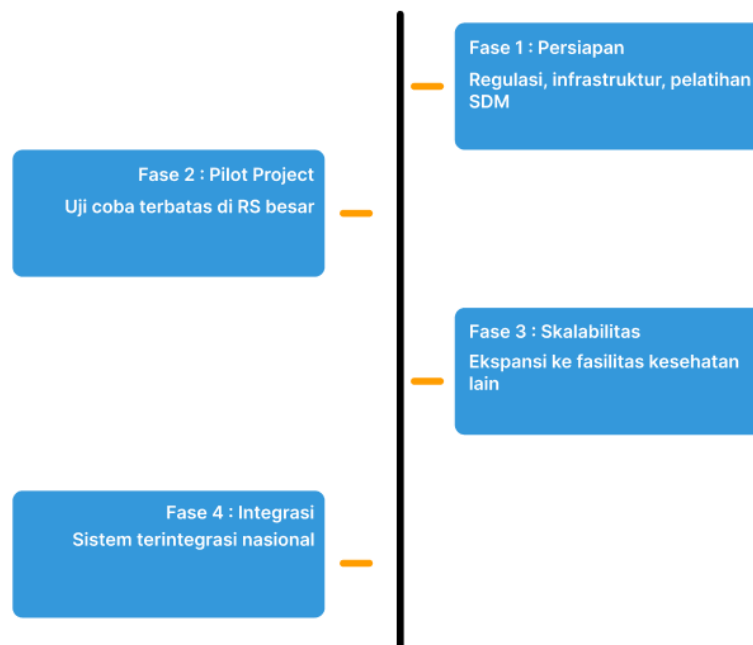 Fase 1 : Persiapan
Regulasi, infrastruktur, pelatihan
SDM
Fase 2 : Pilot Project
Uji coba terbatas di RS besar
Fase 3 : Skalabilitas
Ekspansi ke fasilitas kesehatan
lain
Fase 4 : Integrasi
Sistem terintegrasi nasional